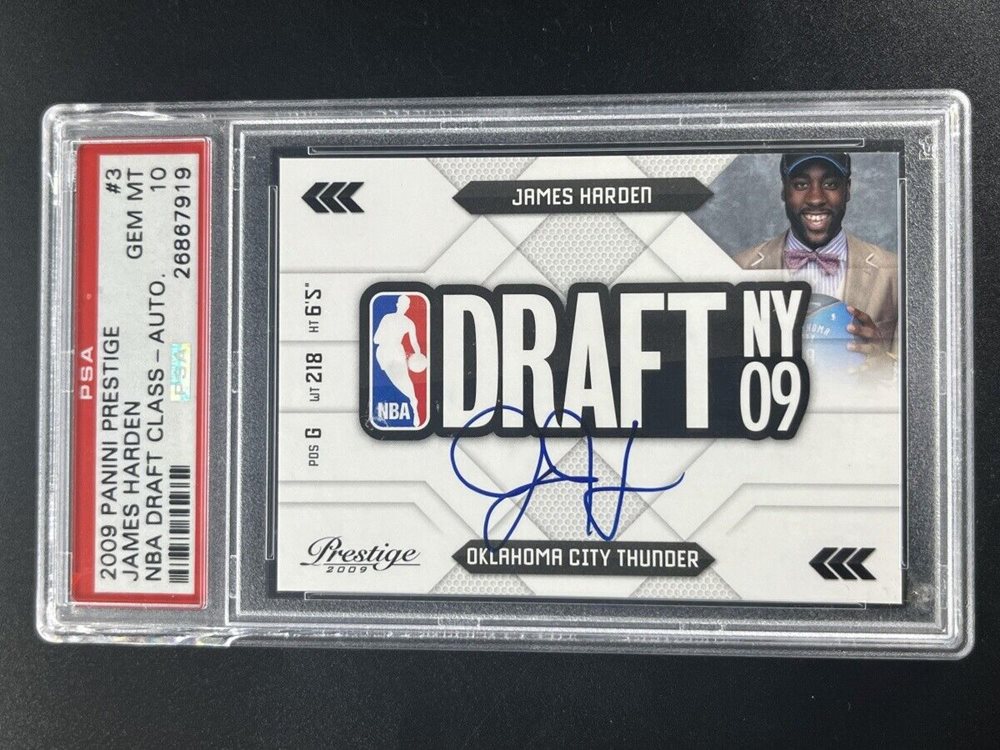 PSA
2009 PANINI PRESTIGE #3
JAMES HARDEN GEM MT
NBA DRAFT CLASS-AUTO. 10
26867919
PSA
JAMES HARDEN
POS G WT 218 HT 6'5"
NBA
DRAFT
NY
09
Prestige
2009
OKLAHOMA CITY THUNDER